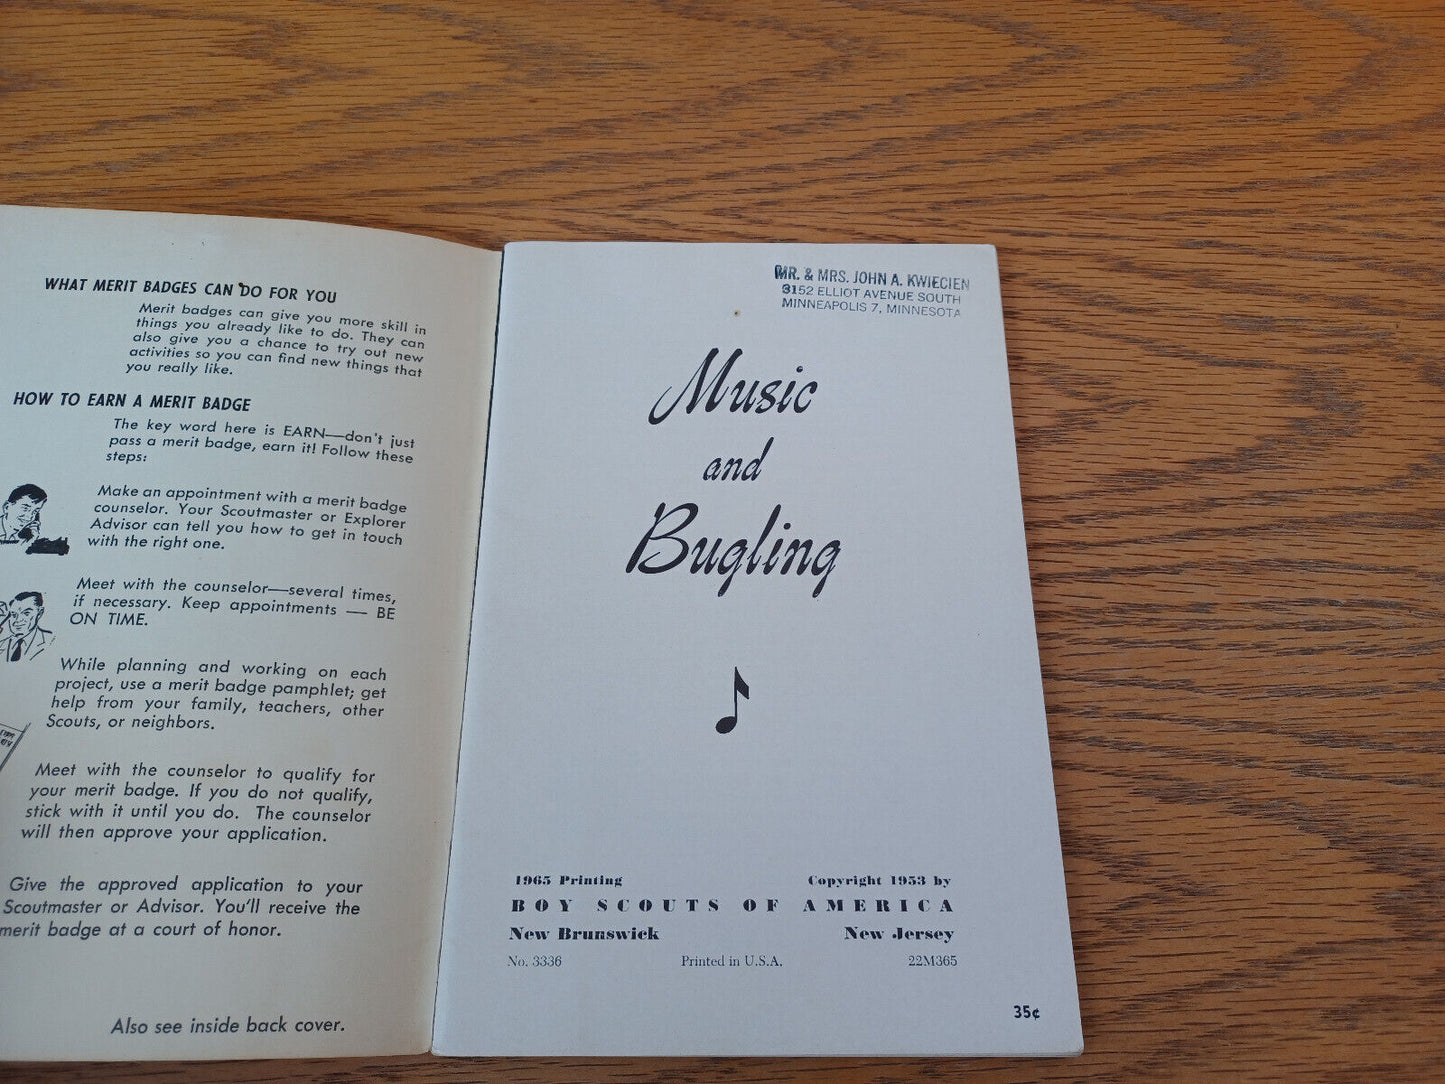 WHAT MERIT BADGES CAN DO FOR YOU
Merit badges can give you more skill in
things you already like to do. They can
also give you a chance to try out new
activities so you can find new things that
you really like.
HOW TO EARN A MERIT BADGE
The key word here is EARN—don't just
pass a merit badge, earn it! Follow these
steps:
Make an appointment with a merit badge
counselor. Your Scoutmaster or Explorer
Advisor can tell you how to get in touch
with the right one.
Meet with the counselor—several times,
if necessary. Keep appointments — BE
ON TIME.
While planning and working on each
project, use a merit badge pamphlet; get
help from your family, teachers, other
Scouts, or neighbors.
Meet with the counselor to qualify for
your merit badge. If you do not qualify,
stick with it until you do. The counselor
will then approve your application.
Give the approved application to your
Scoutmaster or Advisor. You'll receive the
merit badge at a court of honor.
Also see inside back cover.
MR. & MRS. JOHN A. KWIECIEN
3152 ELLIOT AVENUE SOUTH
MINNEAPOLIS 7, MINNESOTA
Music
and
Bugling
1965 Printing Copyright 1953 by
BOY SCOUTS OF AMERICA
New Brunswick New Jersey
No. 3336 Printed in U.S.A. 22M365
35¢